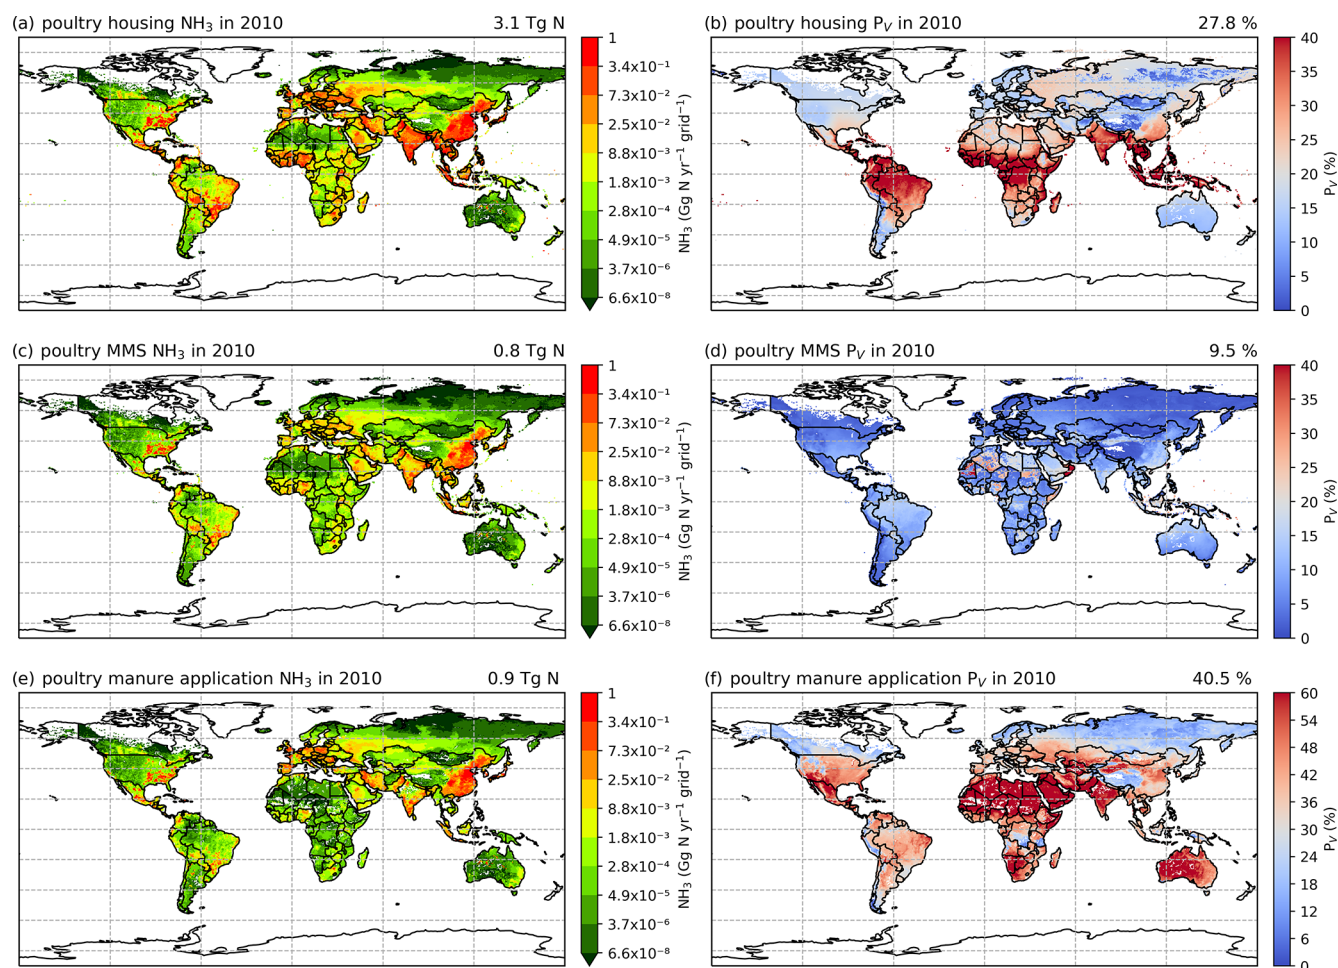 (a) poultry housing NH₃ in 2010 3.1 Tg N
1
3.4x10⁻¹
7.3x10⁻²
2.5x10⁻²
8.8x10⁻³
1.8x10⁻³
2.8x10⁻⁴
4.9x10⁻⁵
3.7x10⁻⁶
6.6x10⁻⁸
NH₃ (Gg N yr⁻¹ grid⁻¹)
(b) poultry housing P_V in 2010 27.8 %
40
35
30
25
20
15
10
5
0
P_V (%)
(c) poultry MMS NH₃ in 2010 0.8 Tg N
1
3.4x10⁻¹
7.3x10⁻²
2.5x10⁻²
8.8x10⁻³
1.8x10⁻³
2.8x10⁻⁴
4.9x10⁻⁵
3.7x10⁻⁶
6.6x10⁻⁸
NH₃ (Gg N yr⁻¹ grid⁻¹)
(d) poultry MMS P_V in 2010 9.5 %
40
35
30
25
20
15
10
5
0
P_V (%)
(e) poultry manure application NH₃ in 2010 0.9 Tg N
1
3.4x10⁻¹
7.3x10⁻²
2.5x10⁻²
8.8x10⁻³
1.8x10⁻³
2.8x10⁻⁴
4.9x10⁻⁵
3.7x10⁻⁶
6.6x10⁻⁸
NH₃ (Gg N yr⁻¹ grid⁻¹)
(f) poultry manure application P_V in 2010 40.5 %
60
54
48
42
36
30
24
18
12
6
0
P_V (%)